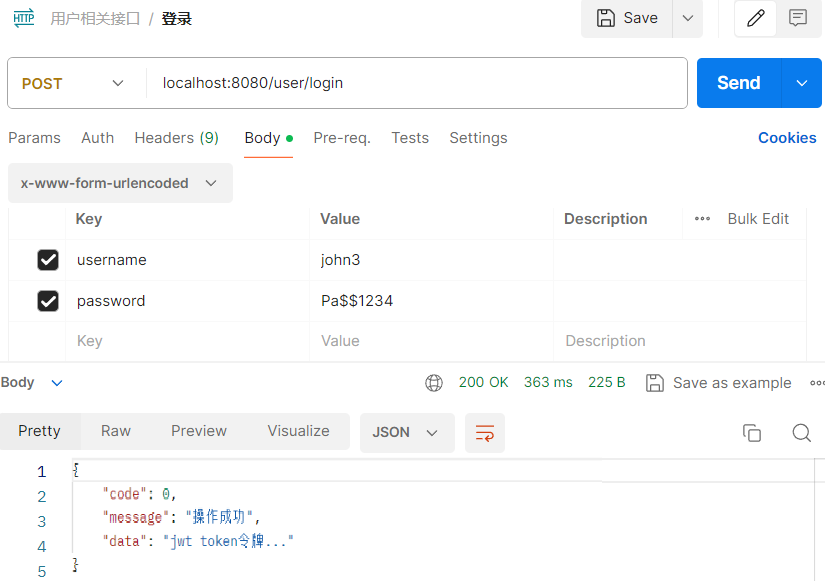 HTTP 用户相关接口 / 登录 Save
POST localhost:8080/user/login Send
Params Auth Headers (9) Body Pre-req. Tests Settings Cookies
x-www-form-urlencoded
Key Value Description Bulk Edit
username john3
password Pa$$1234
Key Value Description
Body 200 OK 363 ms 225 B Save as example
Pretty Raw Preview Visualize JSON
1 {
2 "code": 0,
3 "message": "操作成功",
4 "data": "jwt token令牌..."
5 }